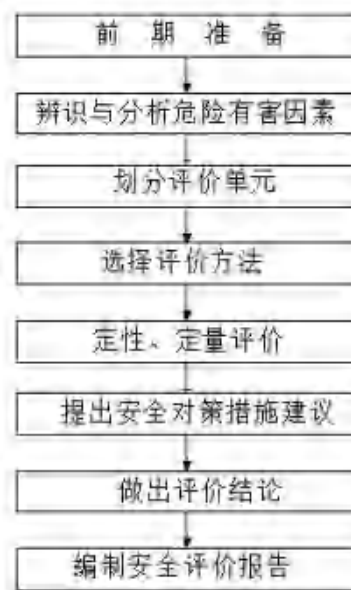 前期准备
辨识与分析危险有害因素
划分评价单元
选择评价方法
定性、定量评价
提出安全对策措施建议
做出评价结论
编制安全评价报告